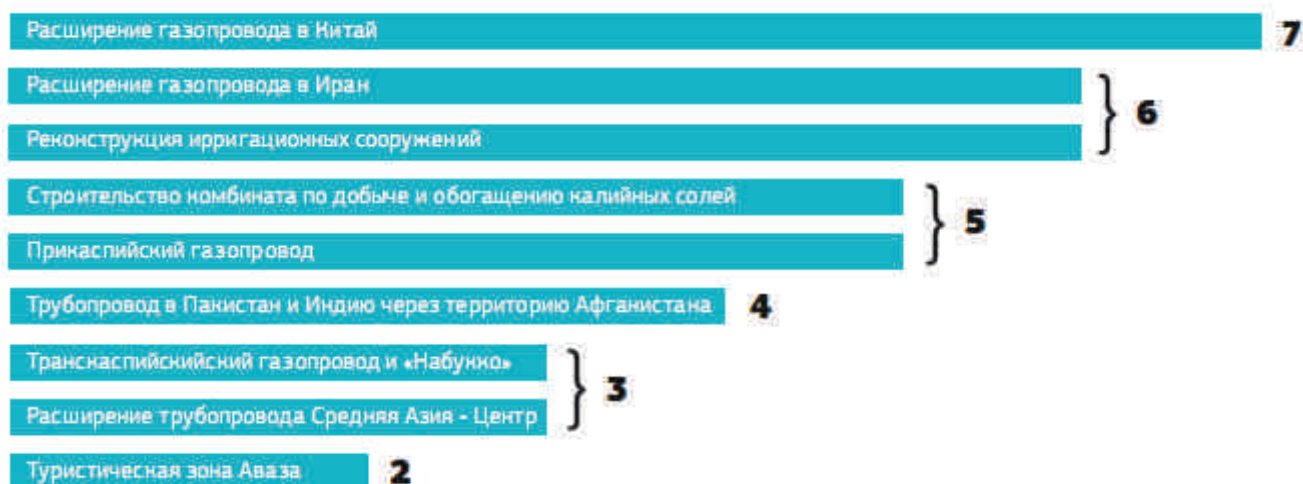 Расширение газопровода в Китай 7
Расширение газопровода в Иран
6
Реконструкция ирригационных сооружений
Строительство комбината по добыче и обогащению калийных солей
5
Прикаспийский газопровод
Трубопровод в Пакистан и Индию через территорию Афганистана 4
Транскаспийскийский газопровод и «Набукко»
3
Расширение трубопровода Средняя Азия - Центр
Туристическая зона Аваза 2